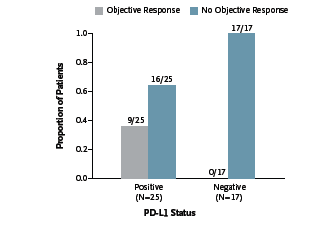 Objective Response No Objective Response
17/17
1.0
0.8
16/25
0.6
9/25
0.4
0.2
0/17
0.0
Proportion of Patients
Positive Negative
(N=25) (N=17)
PD-L1 Status